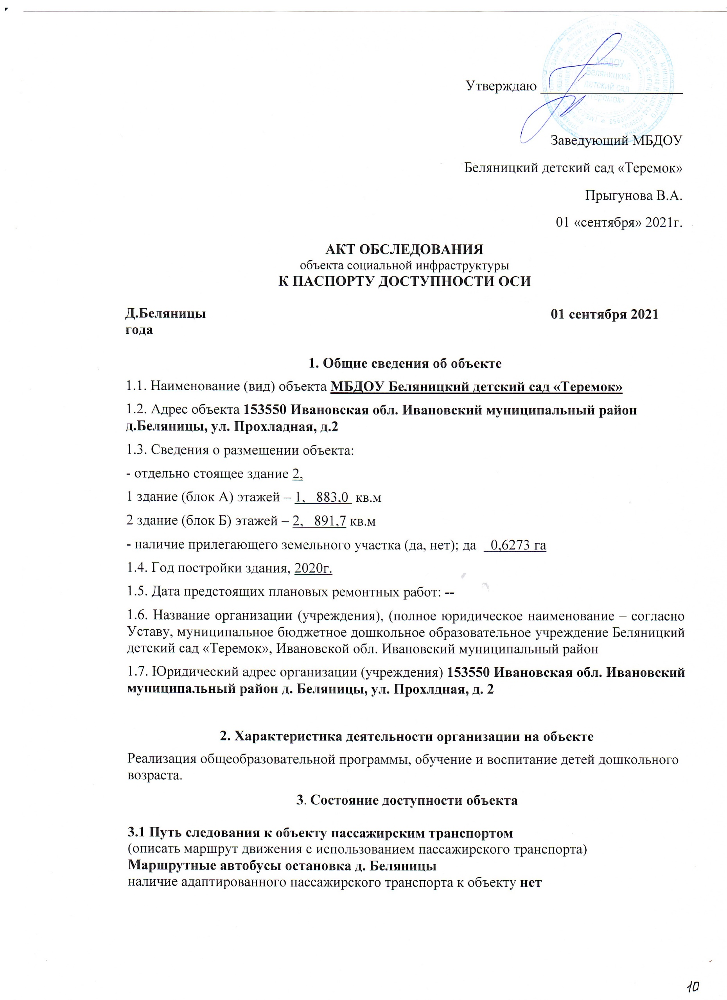 Утверждаю
МБДОУ
Беляницкий
детский сад
«Теремок»
Заведующий МБДОУ
Беляницкий детский сад «Теремок»
Прыгунова В.А.
01 «сентября» 2021г.
АКТ ОБСЛЕДОВАНИЯ
объекта социальной инфраструктуры
К ПАСПОРТУ ДОСТУПНОСТИ ОСИ
Д.Беляницы 01 сентября 2021
года
1. Общие сведения об объекте
1.1. Наименование (вид) объекта МБДОУ Беляницкий детский сад «Теремок»
1.2. Адрес объекта 153550 Ивановская обл. Ивановский муниципальный район
д.Беляницы, ул. Прохладная, д.2
1.3. Сведения о размещении объекта:
- отдельно стоящее здание 2,
1 здание (блок А) этажей – 1, 883,0 кв.м
2 здание (блок Б) этажей – 2, 891,7 кв.м
- наличие прилегающего земельного участка (да, нет); да 0,6273 га
1.4. Год постройки здания, 2020г.
1.5. Дата предстоящих плановых ремонтных работ: --
1.6. Название организации (учреждения), (полное юридическое наименование – согласно
Уставу, муниципальное бюджетное дошкольное образовательное учреждение Беляницкий
детский сад «Теремок», Ивановской обл. Ивановский муниципальный район
1.7. Юридический адрес организации (учреждения) 153550 Ивановская обл. Ивановский
муниципальный район д. Беляницы, ул. Прохлдная, д. 2
2. Характеристика деятельности организации на объекте
Реализация общеобразовательной программы, обучение и воспитание детей дошкольного
возраста.
3. Состояние доступности объекта
3.1 Путь следования к объекту пассажирским транспортом
(описать маршрут движения с использованием пассажирского транспорта)
Маршрутные автобусы остановка д. Беляницы
наличие адаптированного пассажирского транспорта к объекту нет
10